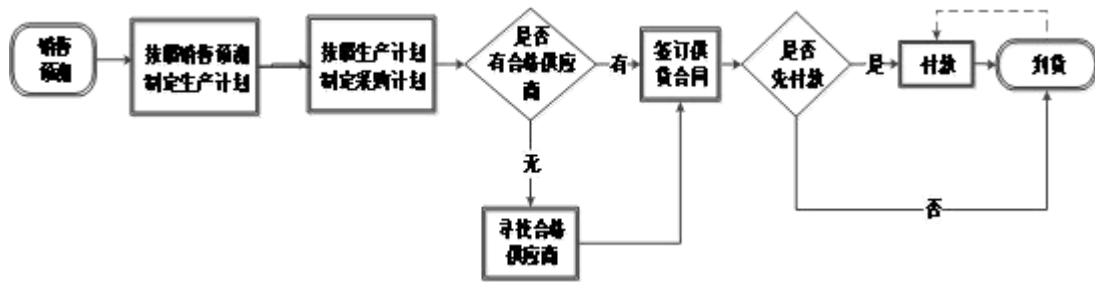 销售
预测
按照销售预测
制定生产计划
按照生产计划
制定采购计划
是否
有合格供应
商
有
无
寻找合格
供应商
签订供
货合同
是否
先付款
是
否
付款
到货